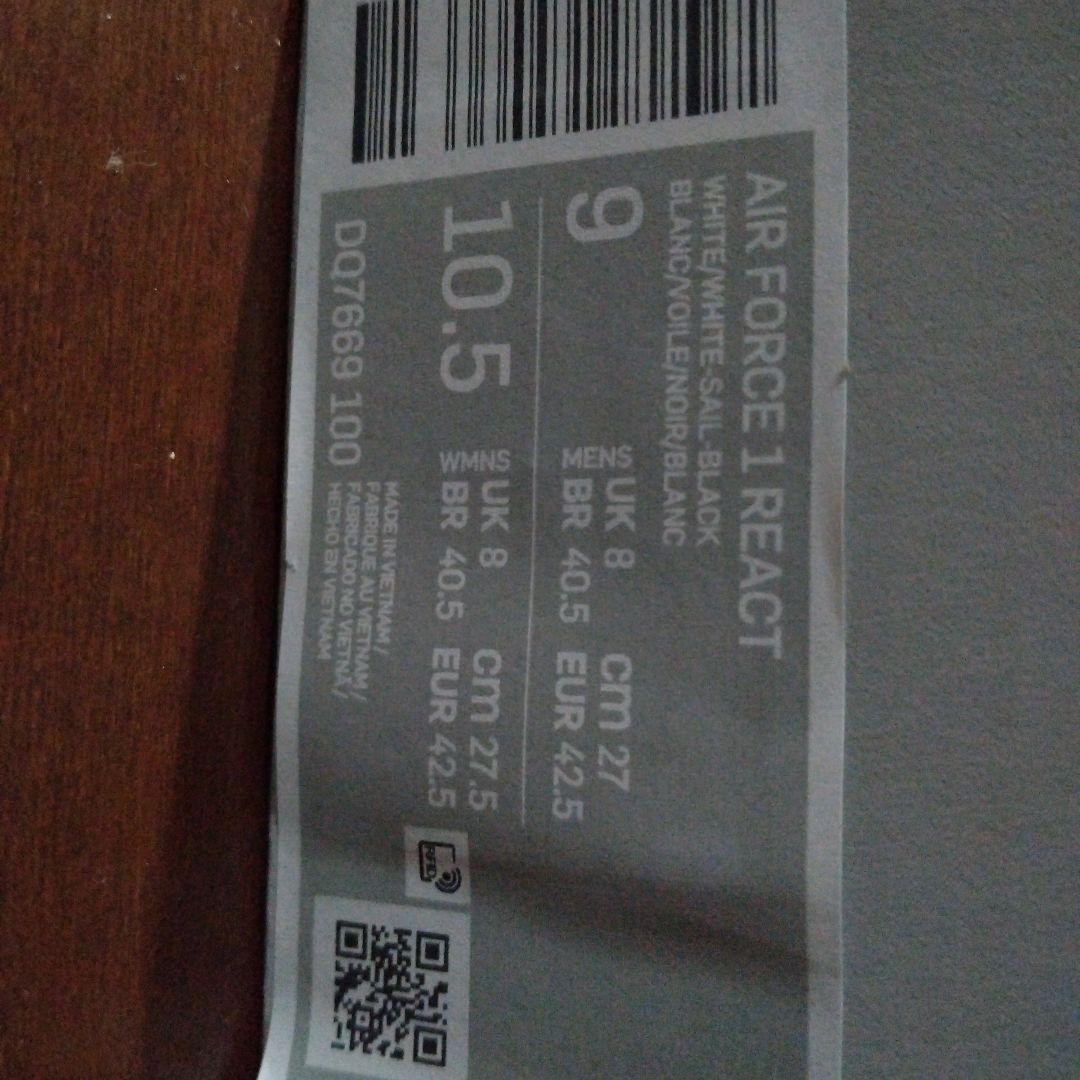 AIR FORCE 1 REACT
WHITE/WHITE-SAIL-BLACK
BLANC/VOILE/NOIR/BLANC
9 MENS UK 8 cm 27
BR 40.5 EUR 42.5
10.5 WMNS UK 8 cm 27.5
BR 40.5 EUR 42.5
DQ7669 100
MADE IN VIETNAM /
FABRIQUE AU VIETNAM /
FABRICADO NO VIETNÃ /
HECHO EN VIETNAM
RFID